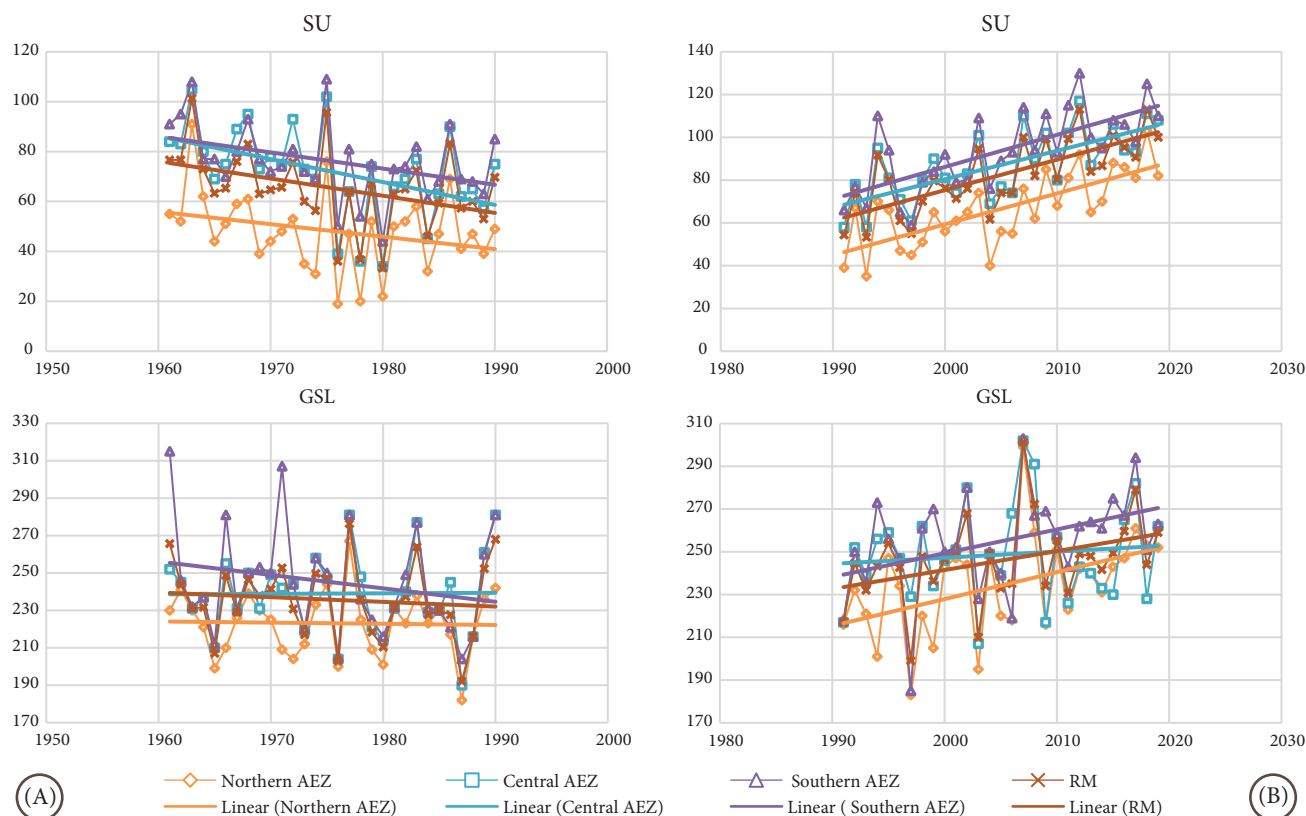 SU
120
100
80
60
40
20
0
1950 1960 1970 1980 1990 2000
SU
140
120
100
80
60
40
20
0
1980 1990 2000 2010 2020 2030
GSL
330
310
290
270
250
230
210
190
170
1950 1960 1970 1980 1990 2000
GSL
310
290
270
250
230
210
190
170
1980 1990 2000 2010 2020 2030
(A)
Northern AEZ Central AEZ Southern AEZ RM
Linear (Northern AEZ) Linear (Central AEZ) Linear ( Southern AEZ) Linear (RM)
(B)